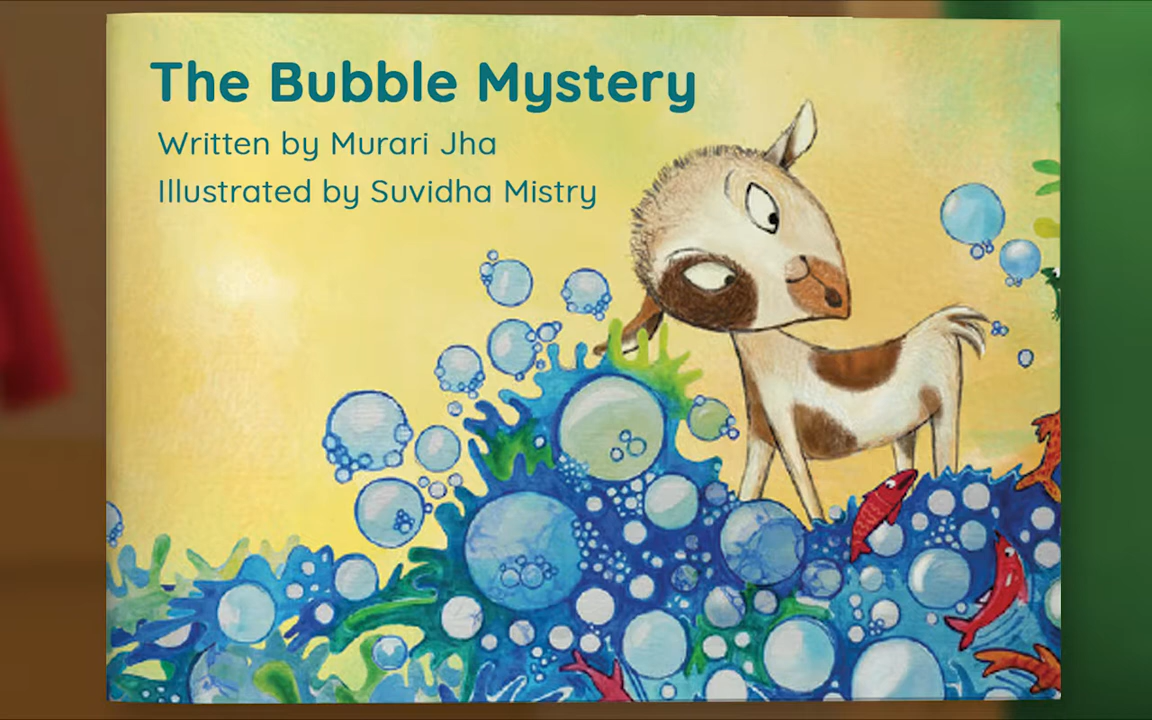 The Bubble Mystery
Written by Murari Jha
Illustrated by Suvidha Mistry